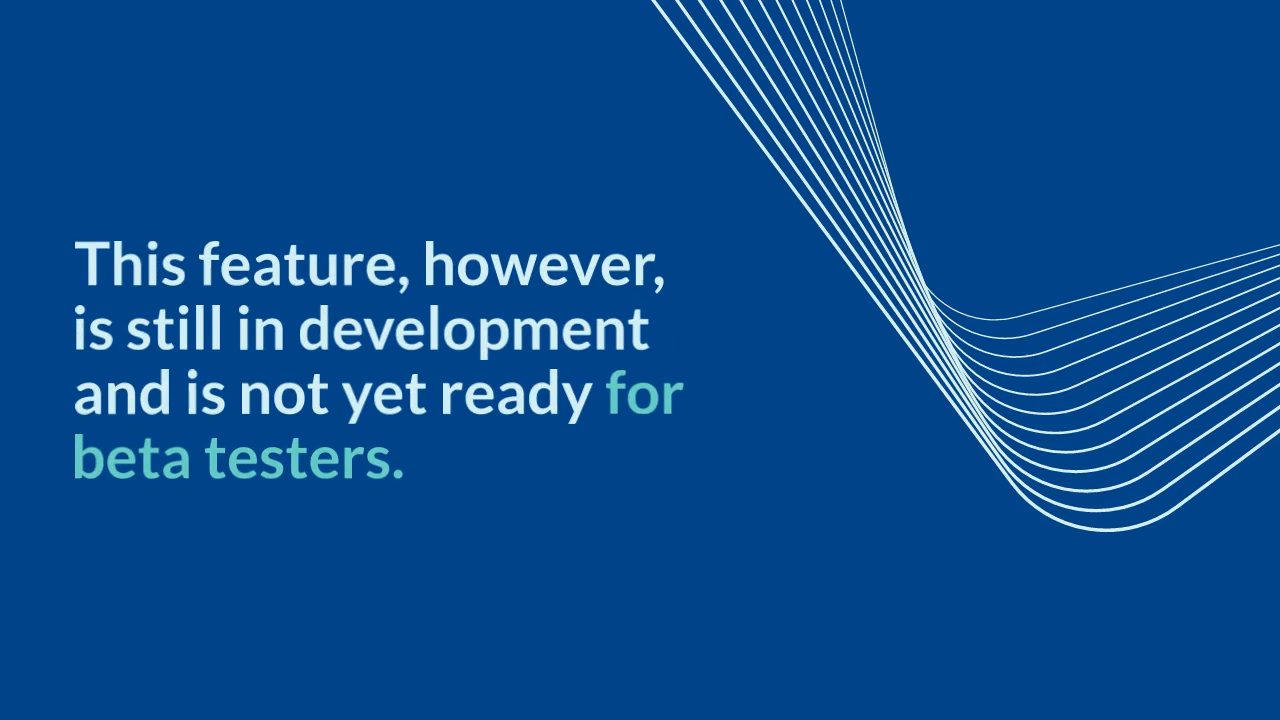 This feature, however,
is still in development
and is not yet ready for
beta testers.